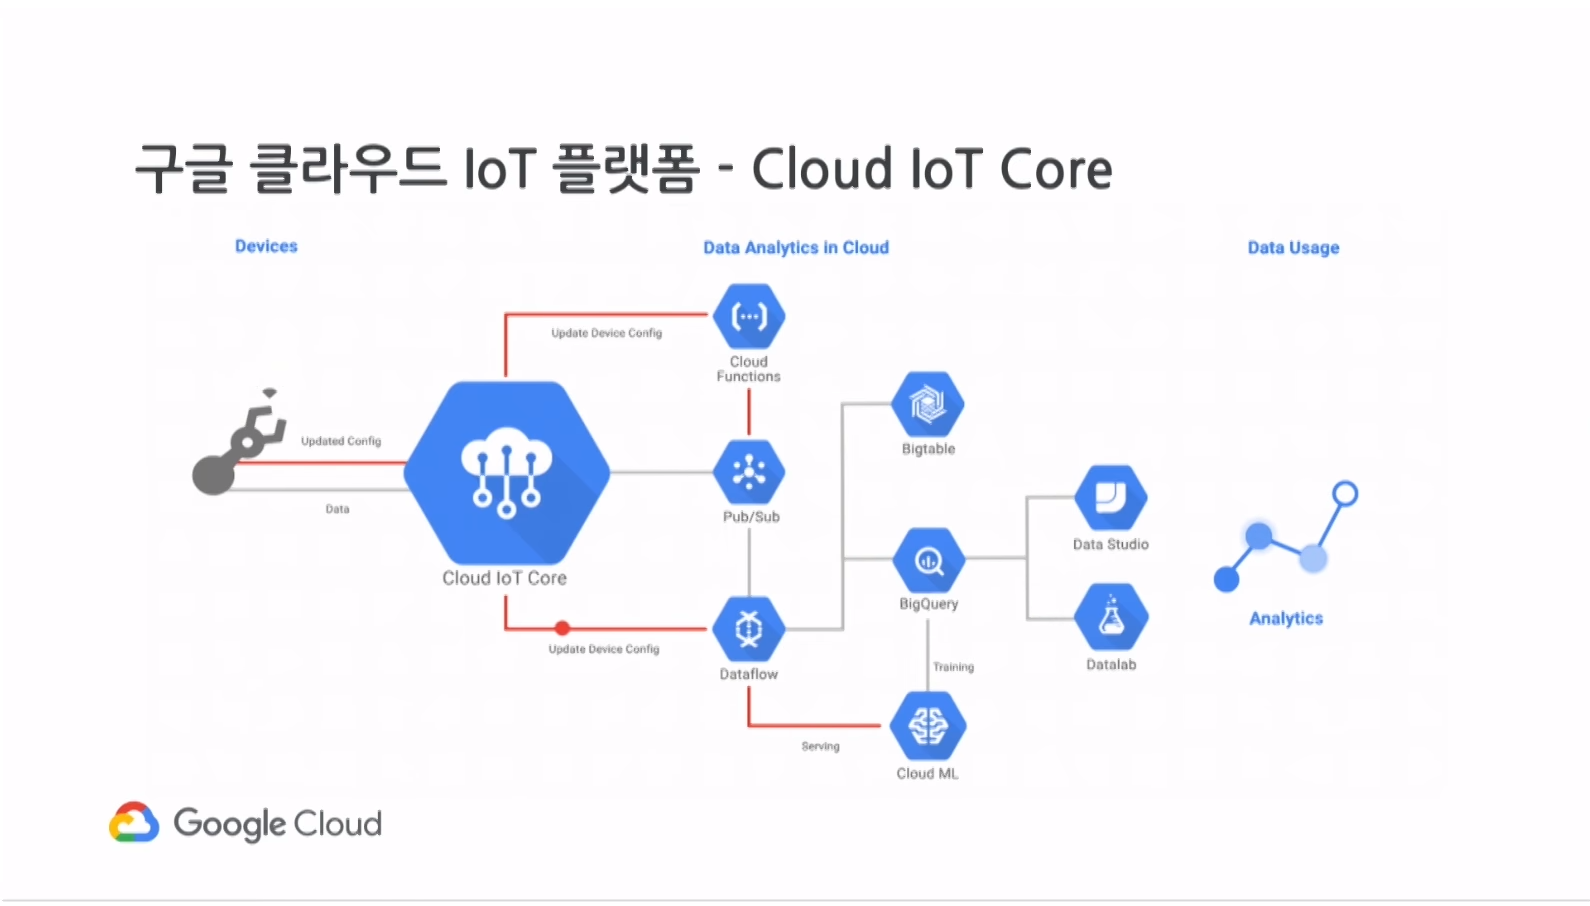 구글 클라우드 IoT 플랫폼 - Cloud IoT Core
Devices
Data Analytics in Cloud
Data Usage
Update Device Config
Cloud
Functions
Updated Config
Data
Cloud IoT Core
Pub/Sub
Bigtable
Data Studio
BigQuery
Analytics
Update Device Config
Dataflow
Training
Datalab
Serving
Cloud ML
Google Cloud